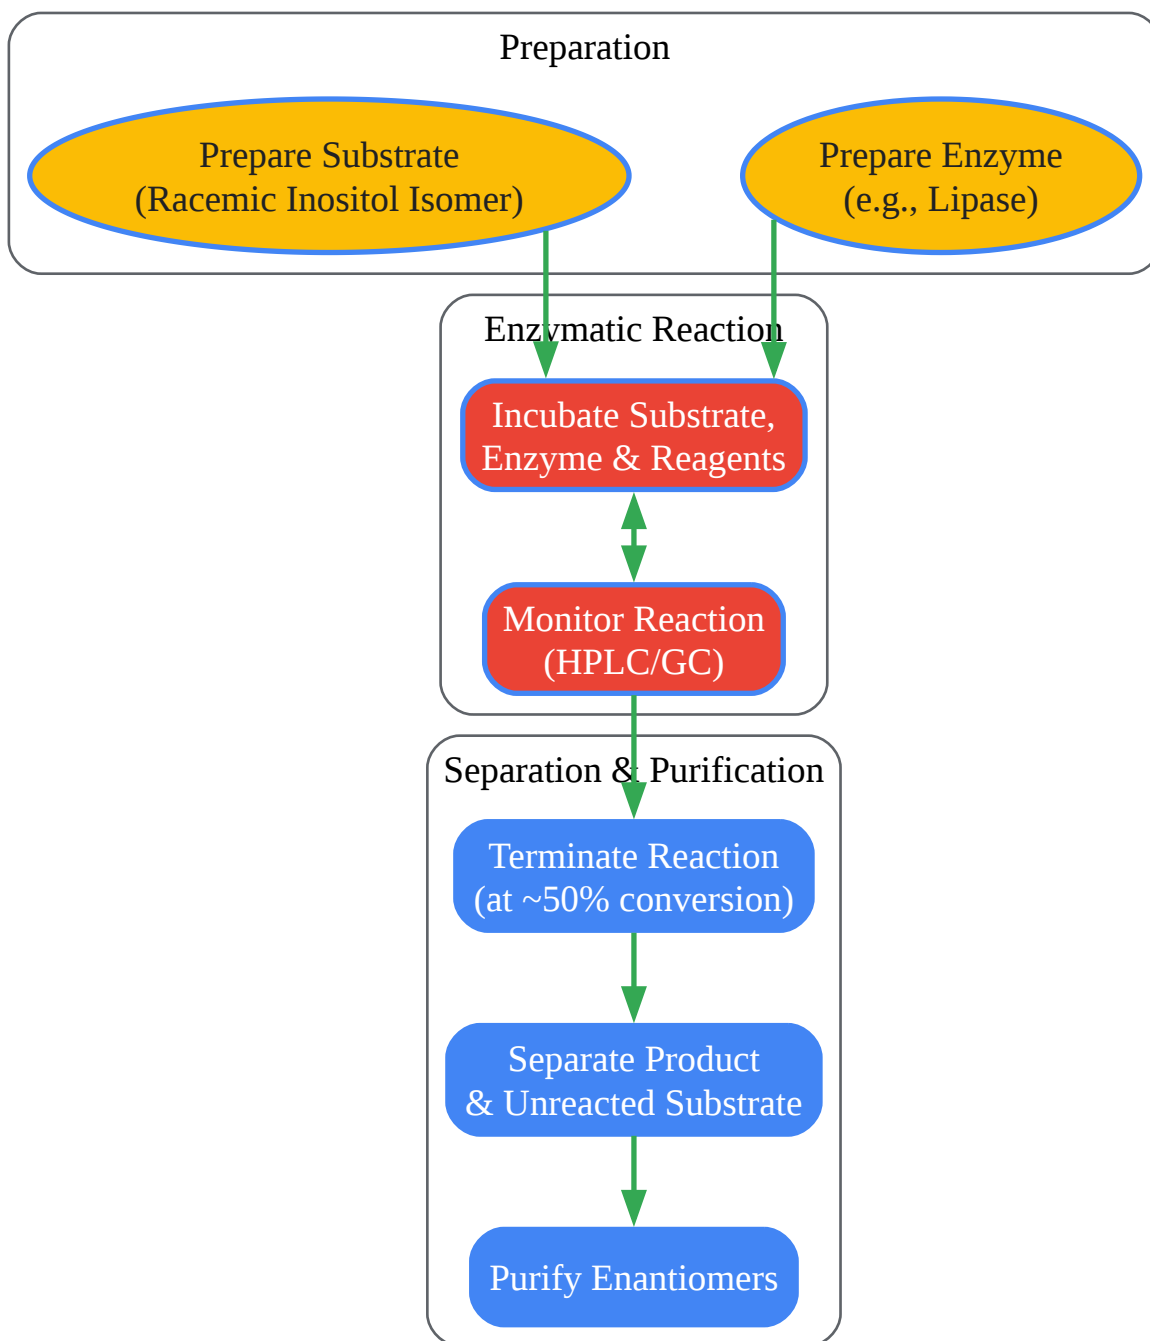 Preparation
Prepare Substrate
(Racemic Inositol Isomer)
Prepare Enzyme
(e.g., Lipase)
Enzymatic Reaction
Incubate Substrate,
Enzyme & Reagents
Monitor Reaction
(HPLC/GC)
Separation & Purification
Terminate Reaction
(at ~50% conversion)
Separate Product
& Unreacted Substrate
Purify Enantiomers